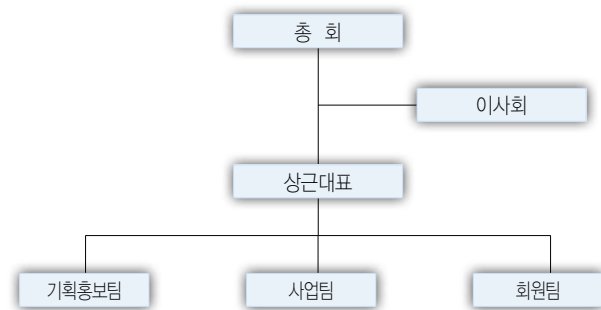 총 회
이사회
상근대표
기획홍보팀
사업팀
회원팀